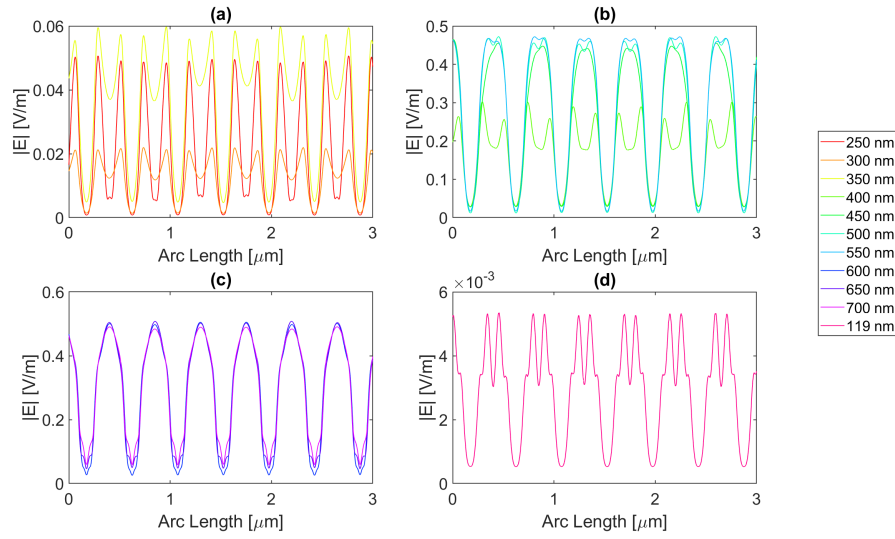 (a)
0.06
0.04
0.02
0
|E| [V/m]
0 1 2 3
Arc Length [μm]
(b)
0.5
0.4
0.3
0.2
0.1
0
|E| [V/m]
0 1 2 3
Arc Length [μm]
(c)
0.6
0.4
0.2
0
|E| [V/m]
0 1 2 3
Arc Length [μm]
(d)
×10⁻³
6
4
2
0
|E| [V/m]
0 1 2 3
Arc Length [μm]
250 nm
300 nm
350 nm
400 nm
450 nm
500 nm
550 nm
600 nm
650 nm
700 nm
119 nm